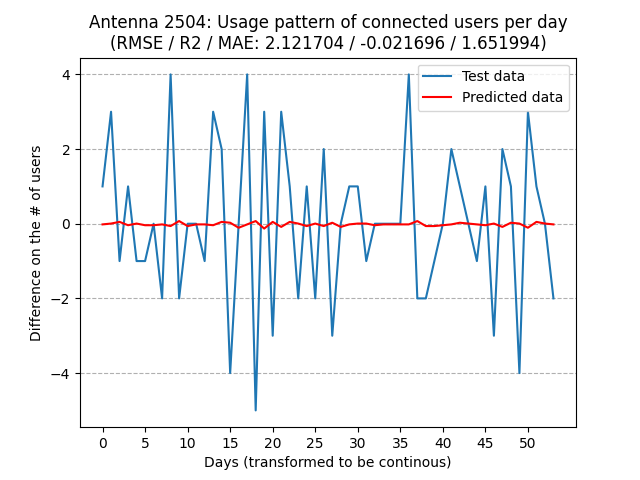 Antenna 2504: Usage pattern of connected users per day
(RMSE / R2 / MAE: 2.121704 / -0.021696 / 1.651994)
Test data
Predicted data
Difference on the # of users
4
2
0
−2
−4
0 5 10 15 20 25 30 35 40 45 50
Days (transformed to be continous)